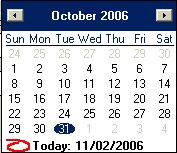 October 2006
Sun Mon Tue Wed Thu Fri Sat
24 25 26 27 28 29 30
1 2 3 4 5 6 7
8 9 10 11 12 13 14
15 16 17 18 19 20 21
22 23 24 25 26 27 28
29 30 31 1 2 3 4
Today: 11/02/2006